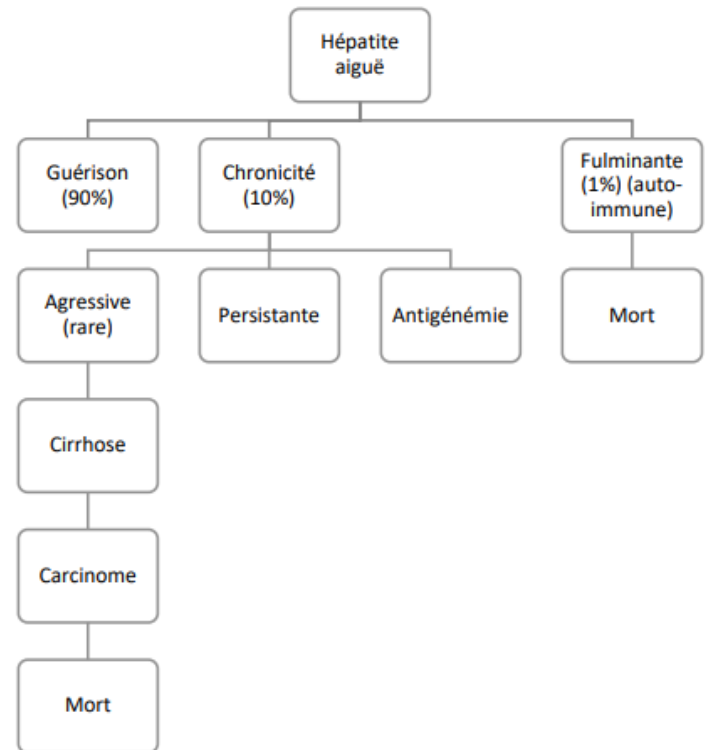 Hépatite
aiguë
Guérison
(90%)
Chronicité
(10%)
Fulminante
(1%) (auto-
immune)
Agressive
(rare)
Persistante
Antigénémie
Mort
Cirrhose
Carcinome
Mort